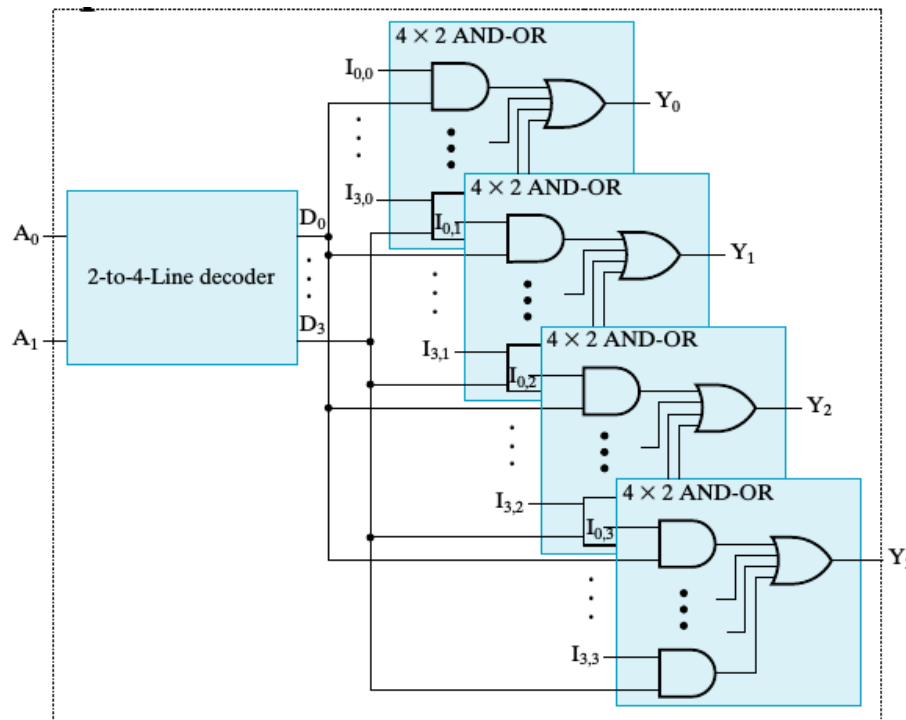 4 × 2 AND-OR
I0,0
Y0
I3,0
4 × 2 AND-OR
I0,1
Y1
A0
D0
2-to-4-Line decoder
A1
D3
I3,1
4 × 2 AND-OR
I0,2
Y2
I3,2
4 × 2 AND-OR
I0,3
Y
I3,3